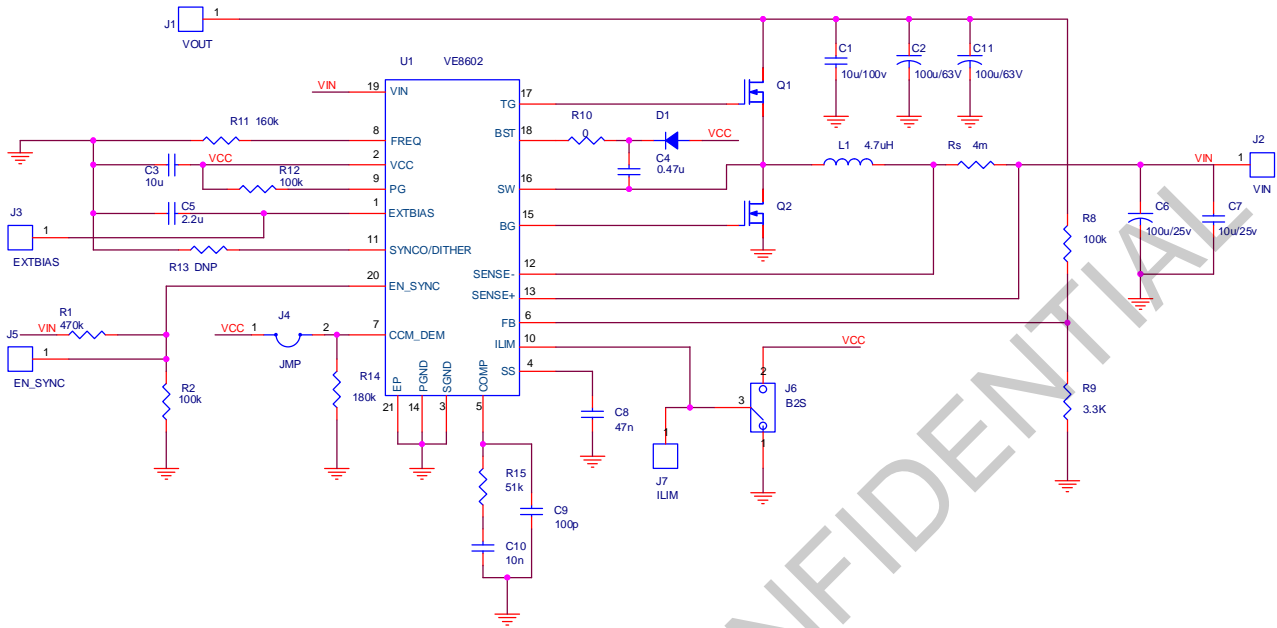 J1
1
VOUT
U1 VE8602
VIN
19
VIN
R11 160k
8
FREQ
C3
10u
VCC
2
VCC
R12
100k
9
PG
C5
2.2u
1
EXTBIAS
J3
1
EXTBIAS
R13 DNP
11
SYNCO/DITHER
20
EN_SYNC
R1
470k
VIN
J5
1
EN_SYNC
R2
100k
VCC
1
J4
2
JMP
7
CCM_DEM
R14
180k
EP
21
PGND
14
SGND
3
COMP
5
17
TG
Q1
18
BST
R10
0
D1
VCC
C4
0.47u
16
SW
15
BG
Q2
12
SENSE-
13
SENSE+
6
FB
10
ILIM
4
SS
C8
47n
R15
51k
C9
100p
C10
10n
C1
10u/100v
C2
100u/63V
C11
100u/63V
L1 4.7uH
Rs 4m
VIN
1
J2
VIN
C6
100u/25v
C7
10u/25v
R8
100k
R9
3.3K
VCC
2
J6
B2S
3
1
1
J7
ILIM
NFIDENTIAL